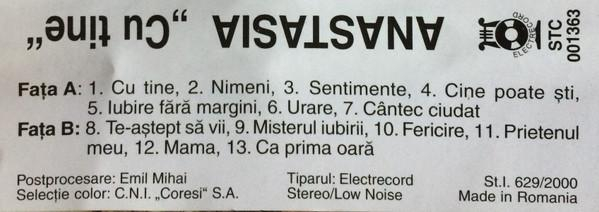 ANASTASIA „Cu tine”
ELECTRECORD
STC
001363
Fața A: 1. Cu tine, 2. Nimeni, 3. Sentimente, 4. Cine poate ști,
5. Iubire fără margini, 6. Urare, 7. Cântec ciudat
Fața B: 8. Te-aștept să vii, 9. Misterul iubirii, 10. Fericire, 11. Prietenul
meu, 12. Mama, 13. Ca prima oară
Postprocesare: Emil Mihai
Selecție color: C.N.I. „Coresi” S.A.
Tiparul: Electrecord
Stereo/Low Noise
St.I. 629/2000
Made in Romania